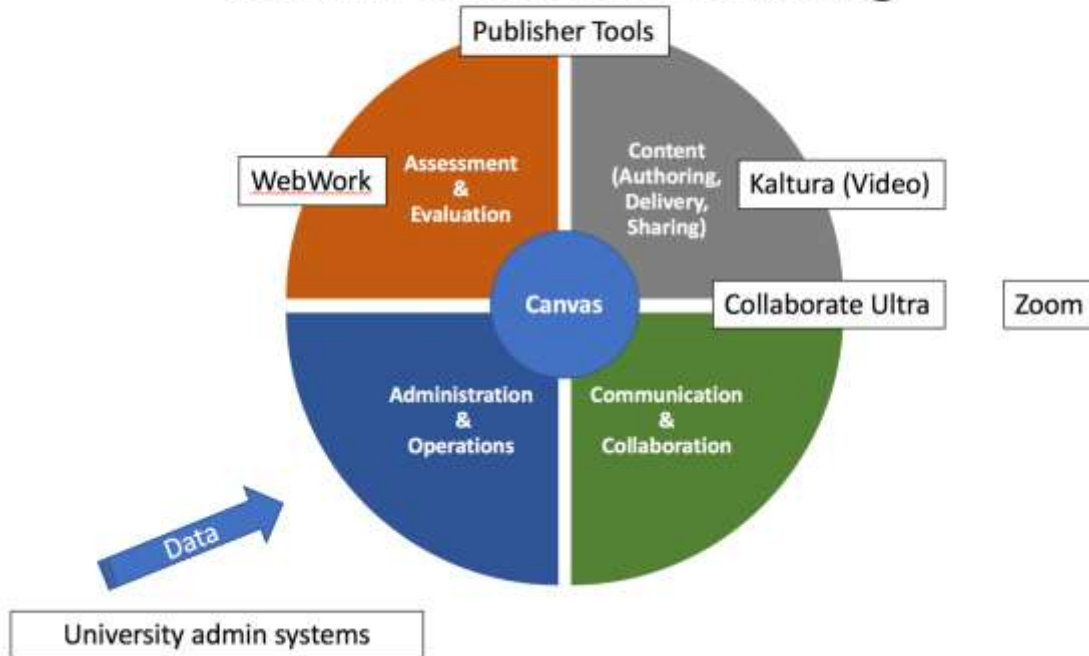 Publisher Tools
WebWork
Assessment
&
Evaluation
Content
(Authoring,
Delivery,
Sharing)
Kaltura (Video)
Canvas
Collaborate Ultra
Zoom
Administration
&
Operations
Communication
&
Collaboration
Data
University admin systems